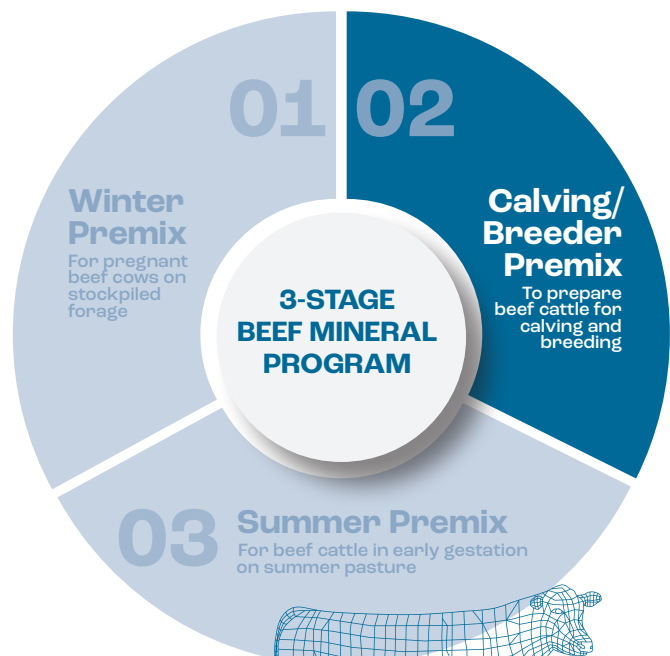 01
Winter
Premix
For pregnant
beef cows on
stockpiled
forage
02
Calving/
Breeder
Premix
To prepare
beef cattle for
calving and
breeding
3-STAGE
BEEF MINERAL
PROGRAM
03
Summer Premix
For beef cattle in early gestation
on summer pasture